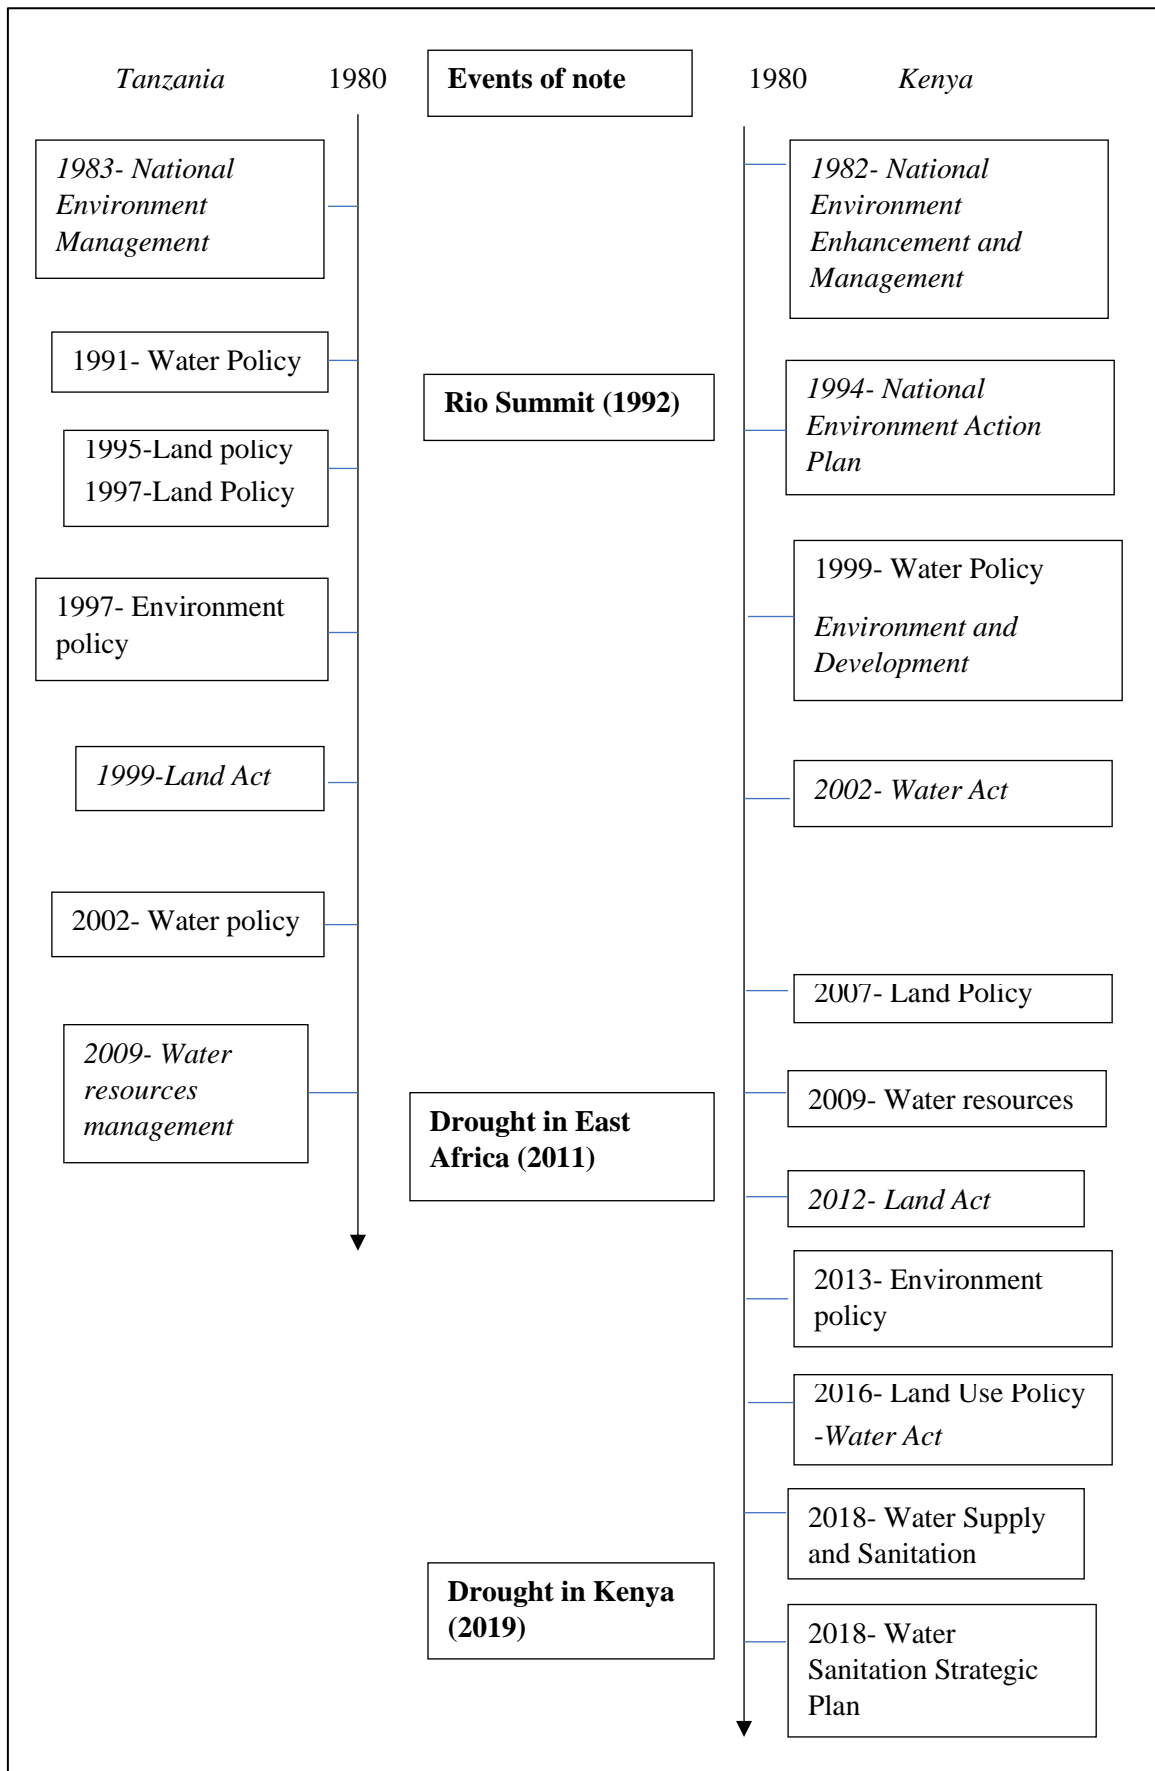 Tanzania 1980 Events of note 1980 Kenya
1983- National
Environment
Management
1991- Water Policy
1995-Land policy
1997-Land Policy
1997- Environment
policy
1999-Land Act
2002- Water policy
2009- Water
resources
management
Rio Summit (1992)
Drought in East
Africa (2011)
Drought in Kenya
(2019)
1982- National
Environment
Enhancement and
Management
1994- National
Environment Action
Plan
1999- Water Policy
Environment and
Development
2002- Water Act
2007- Land Policy
2009- Water resources
2012- Land Act
2013- Environment
policy
2016- Land Use Policy
-Water Act
2018- Water Supply
and Sanitation
2018- Water
Sanitation Strategic
Plan